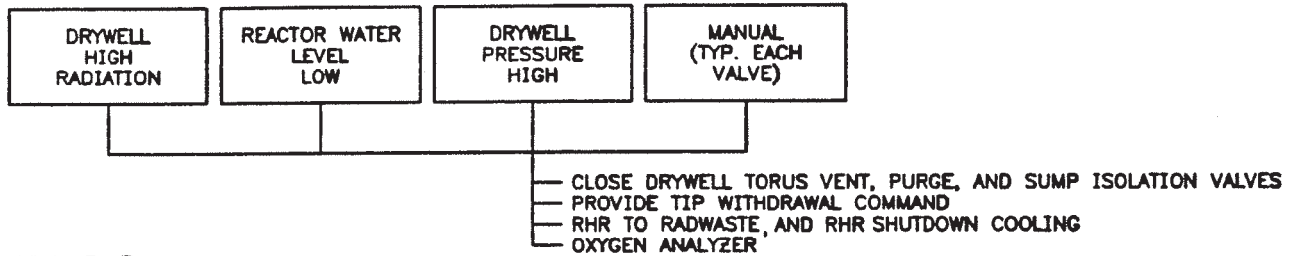 DRYWELL
HIGH
RADIATION
REACTOR WATER
LEVEL
LOW
DRYWELL
PRESSURE
HIGH
MANUAL
(TYP. EACH
VALVE)
CLOSE DRYWELL TORUS VENT, PURGE, AND SUMP ISOLATION VALVES
PROVIDE TIP WITHDRAWAL COMMAND
RHR TO RADWASTE, AND RHR SHUTDOWN COOLING
OXYGEN ANALYZER